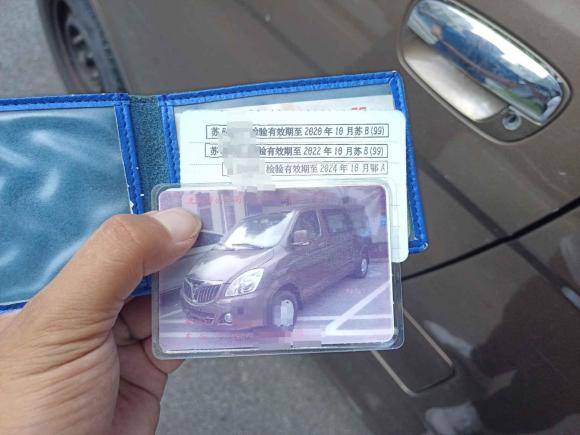 苏 检验有效期至 2020 年 10 月苏 B(99)
苏 检验有效期至 2022 年 10 月苏 B(99)
检验有效期至 2024 年 10 月鄂 A